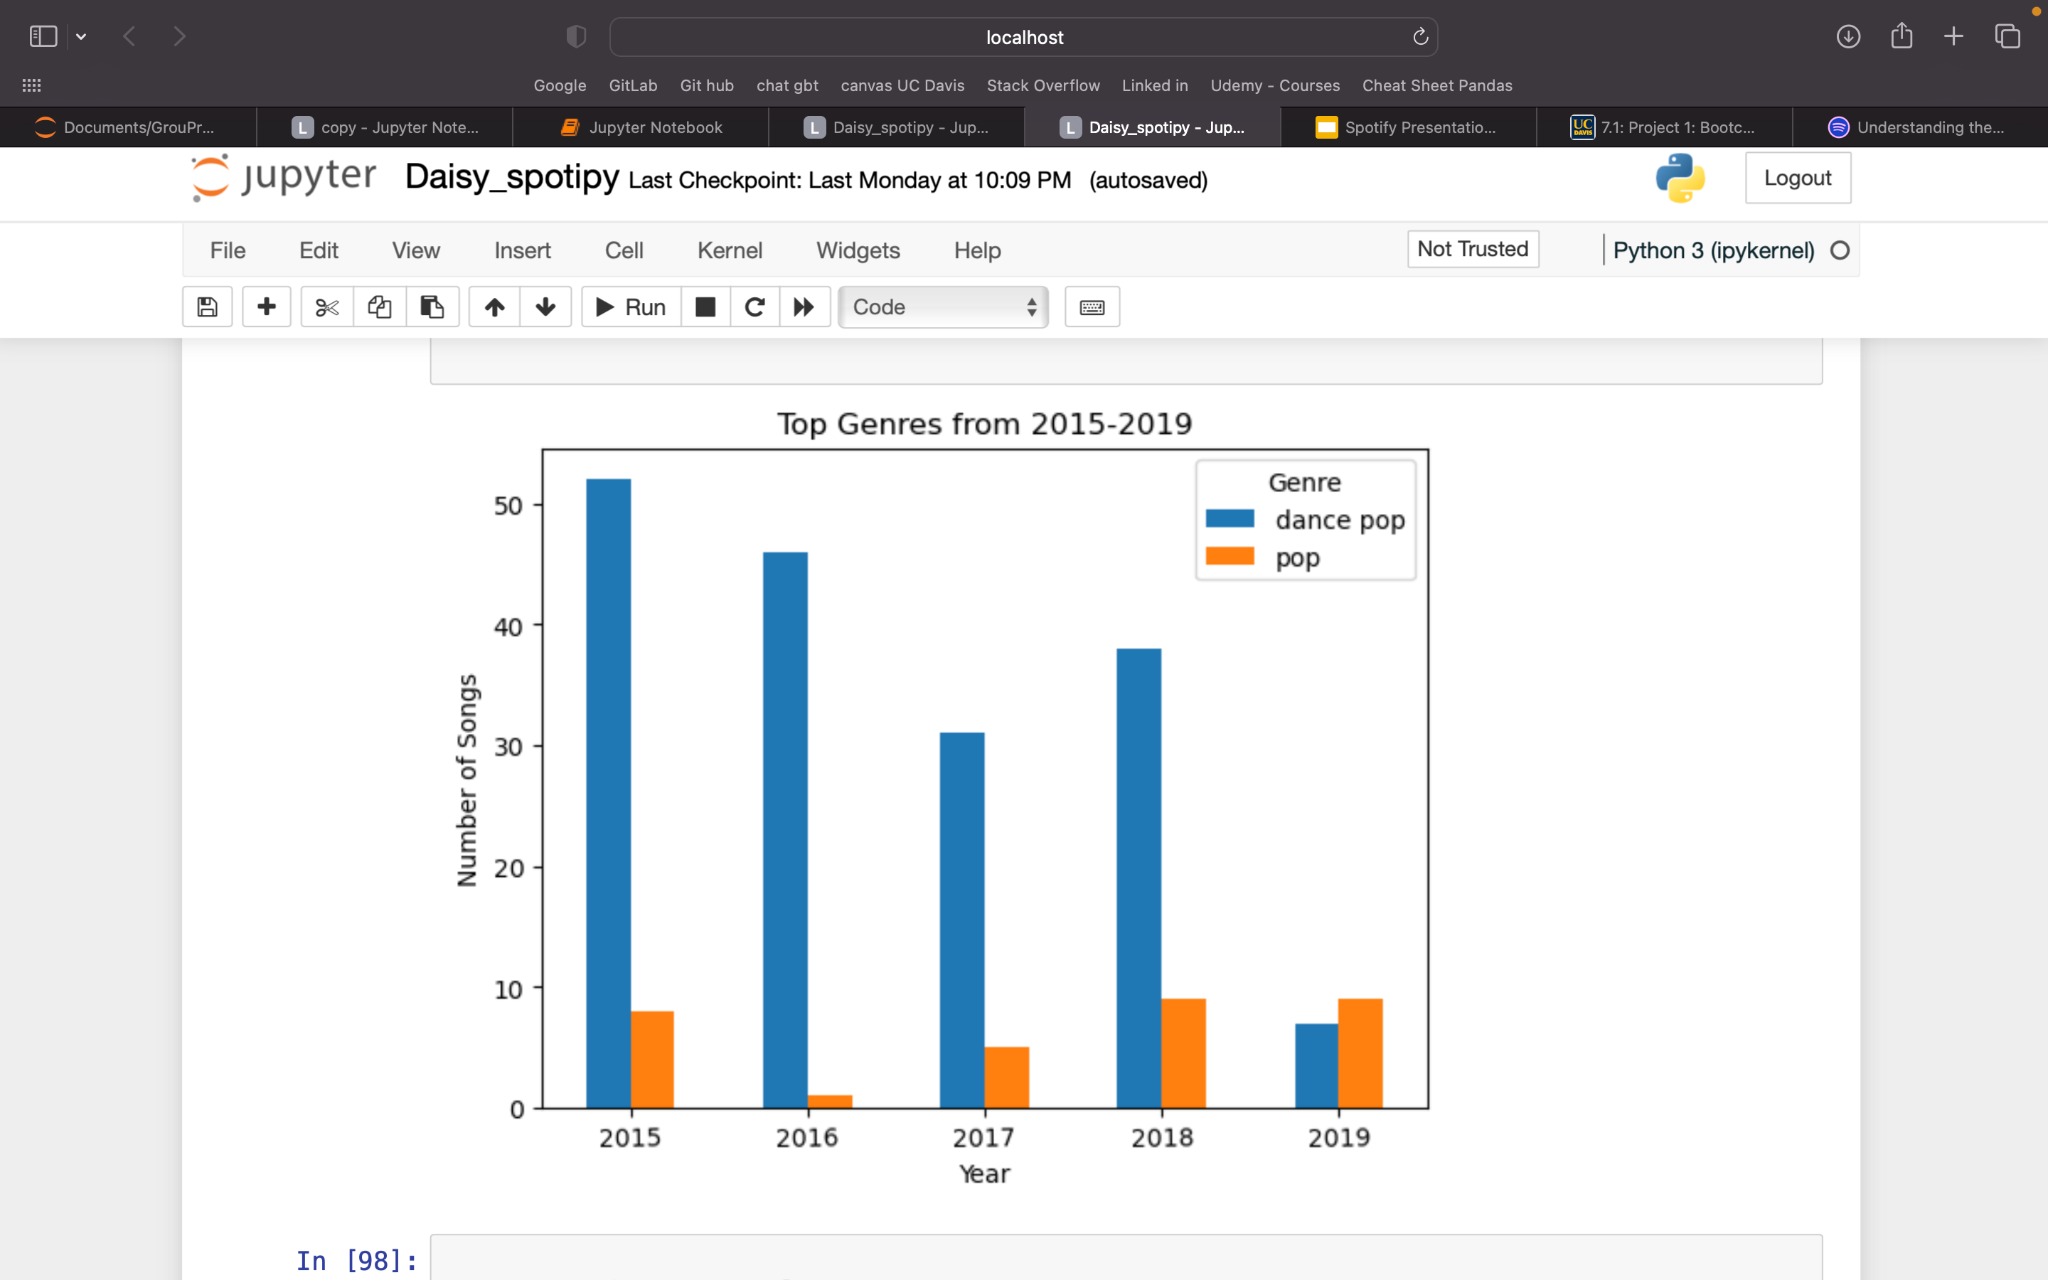 localhost
Google GitLab Git hub chat gbt canvas UC Davis Stack Overflow Linked in Udemy - Courses Cheat Sheet Pandas
Documents/GrouPr... L copy - Jupyter Note... Jupyter Notebook L Daisy_spotipy - Jup... L Daisy_spotipy - Jup... Spotify Presentatio... UC DAVIS 7.1: Project 1: Bootc... Understanding the...
jupyter Daisy_spotipy Last Checkpoint: Last Monday at 10:09 PM (autosaved) Logout
File Edit View Insert Cell Kernel Widgets Help Not Trusted Python 3 (ipykernel)
Run Code
Top Genres from 2015-2019
Genre
dance pop
pop
50
40
30
20
10
0
Number of Songs
2015 2016 2017 2018 2019
Year
In [98]: